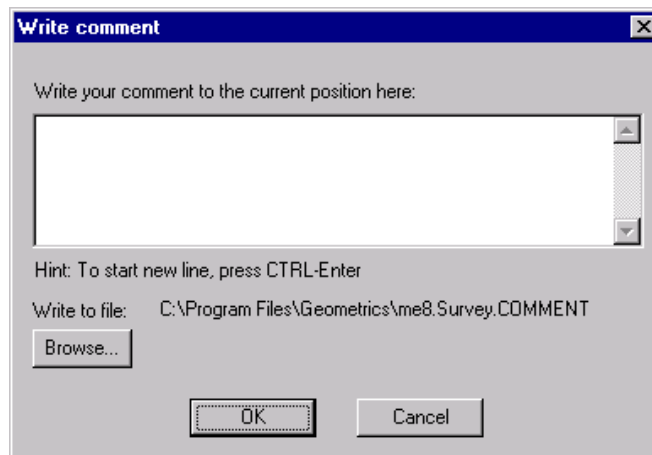 Write comment
Write your comment to the current position here:
Hint: To start new line, press CTRL-Enter
Write to file: C:\Program Files\Geometrics\me8.Survey.COMMENT
Browse...
OK Cancel